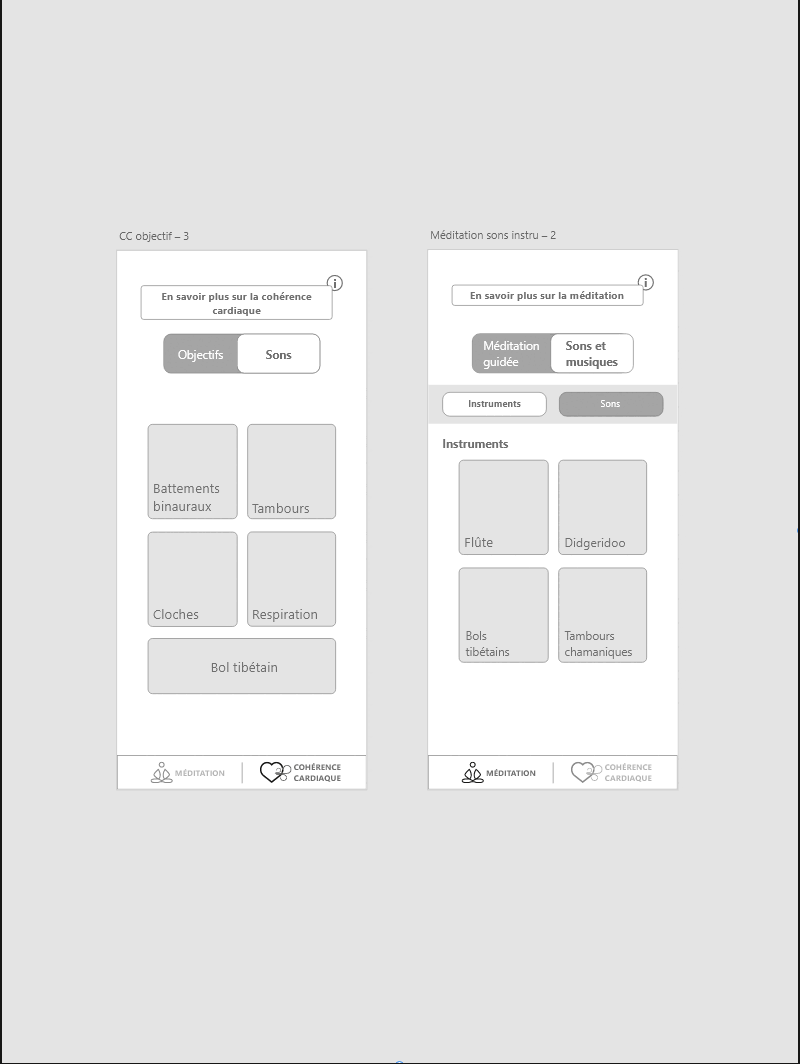 CC objectif – 3
En savoir plus sur la cohérence
cardiaque
i
Objectifs
Sons
Battements
binauraux
Tambours
Cloches
Respiration
Bol tibétain
MÉDITATION
COHÉRENCE
CARDIAQUE
Méditation sons instru – 2
En savoir plus sur la méditation
i
Méditation
guidée
Sons et
musiques
Instruments
Sons
Instruments
Flûte
Didgeridoo
Bols
tibétains
Tambours
chamaniques
MÉDITATION
COHÉRENCE
CARDIAQUE